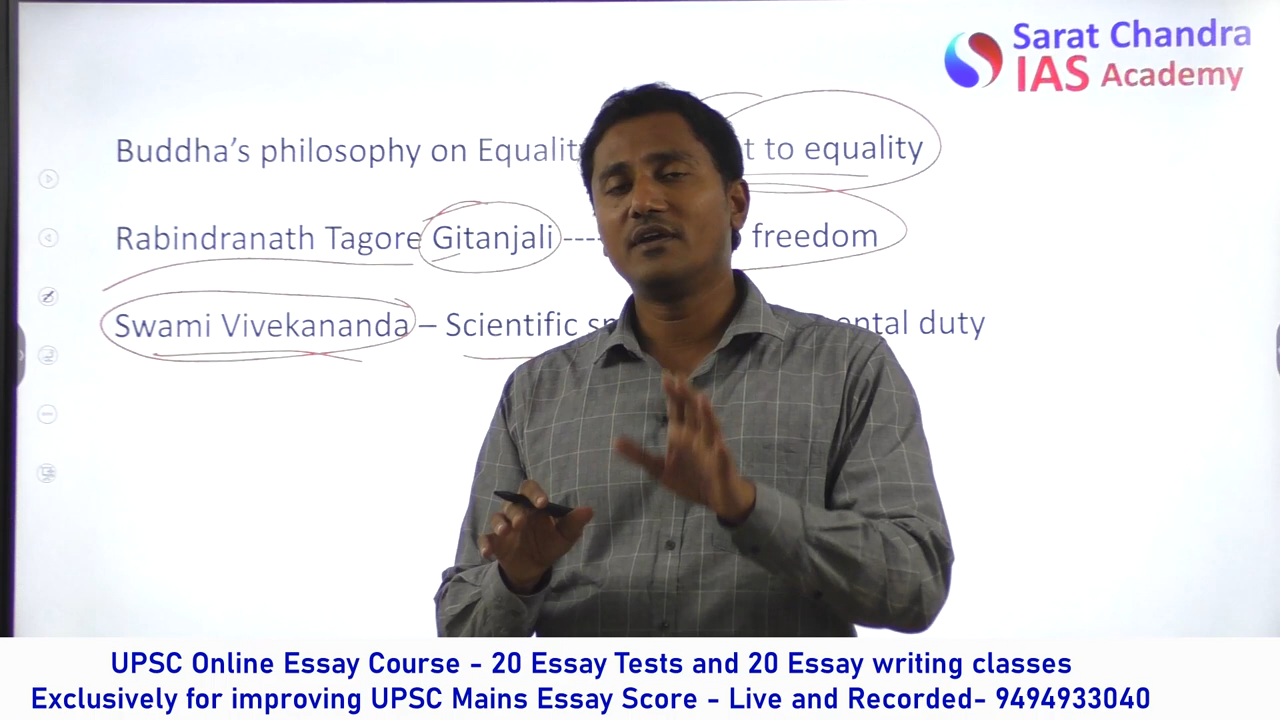 Sarat Chandra
IAS Academy
Buddha's philosophy on Equality to equality
Rabindranath Tagore Gitanjali ---- freedom
Swami Vivekananda – Scientific duty
UPSC Online Essay Course - 20 Essay Tests and 20 Essay writing classes
Exclusively for improving UPSC Mains Essay Score - Live and Recorded- 9494933040